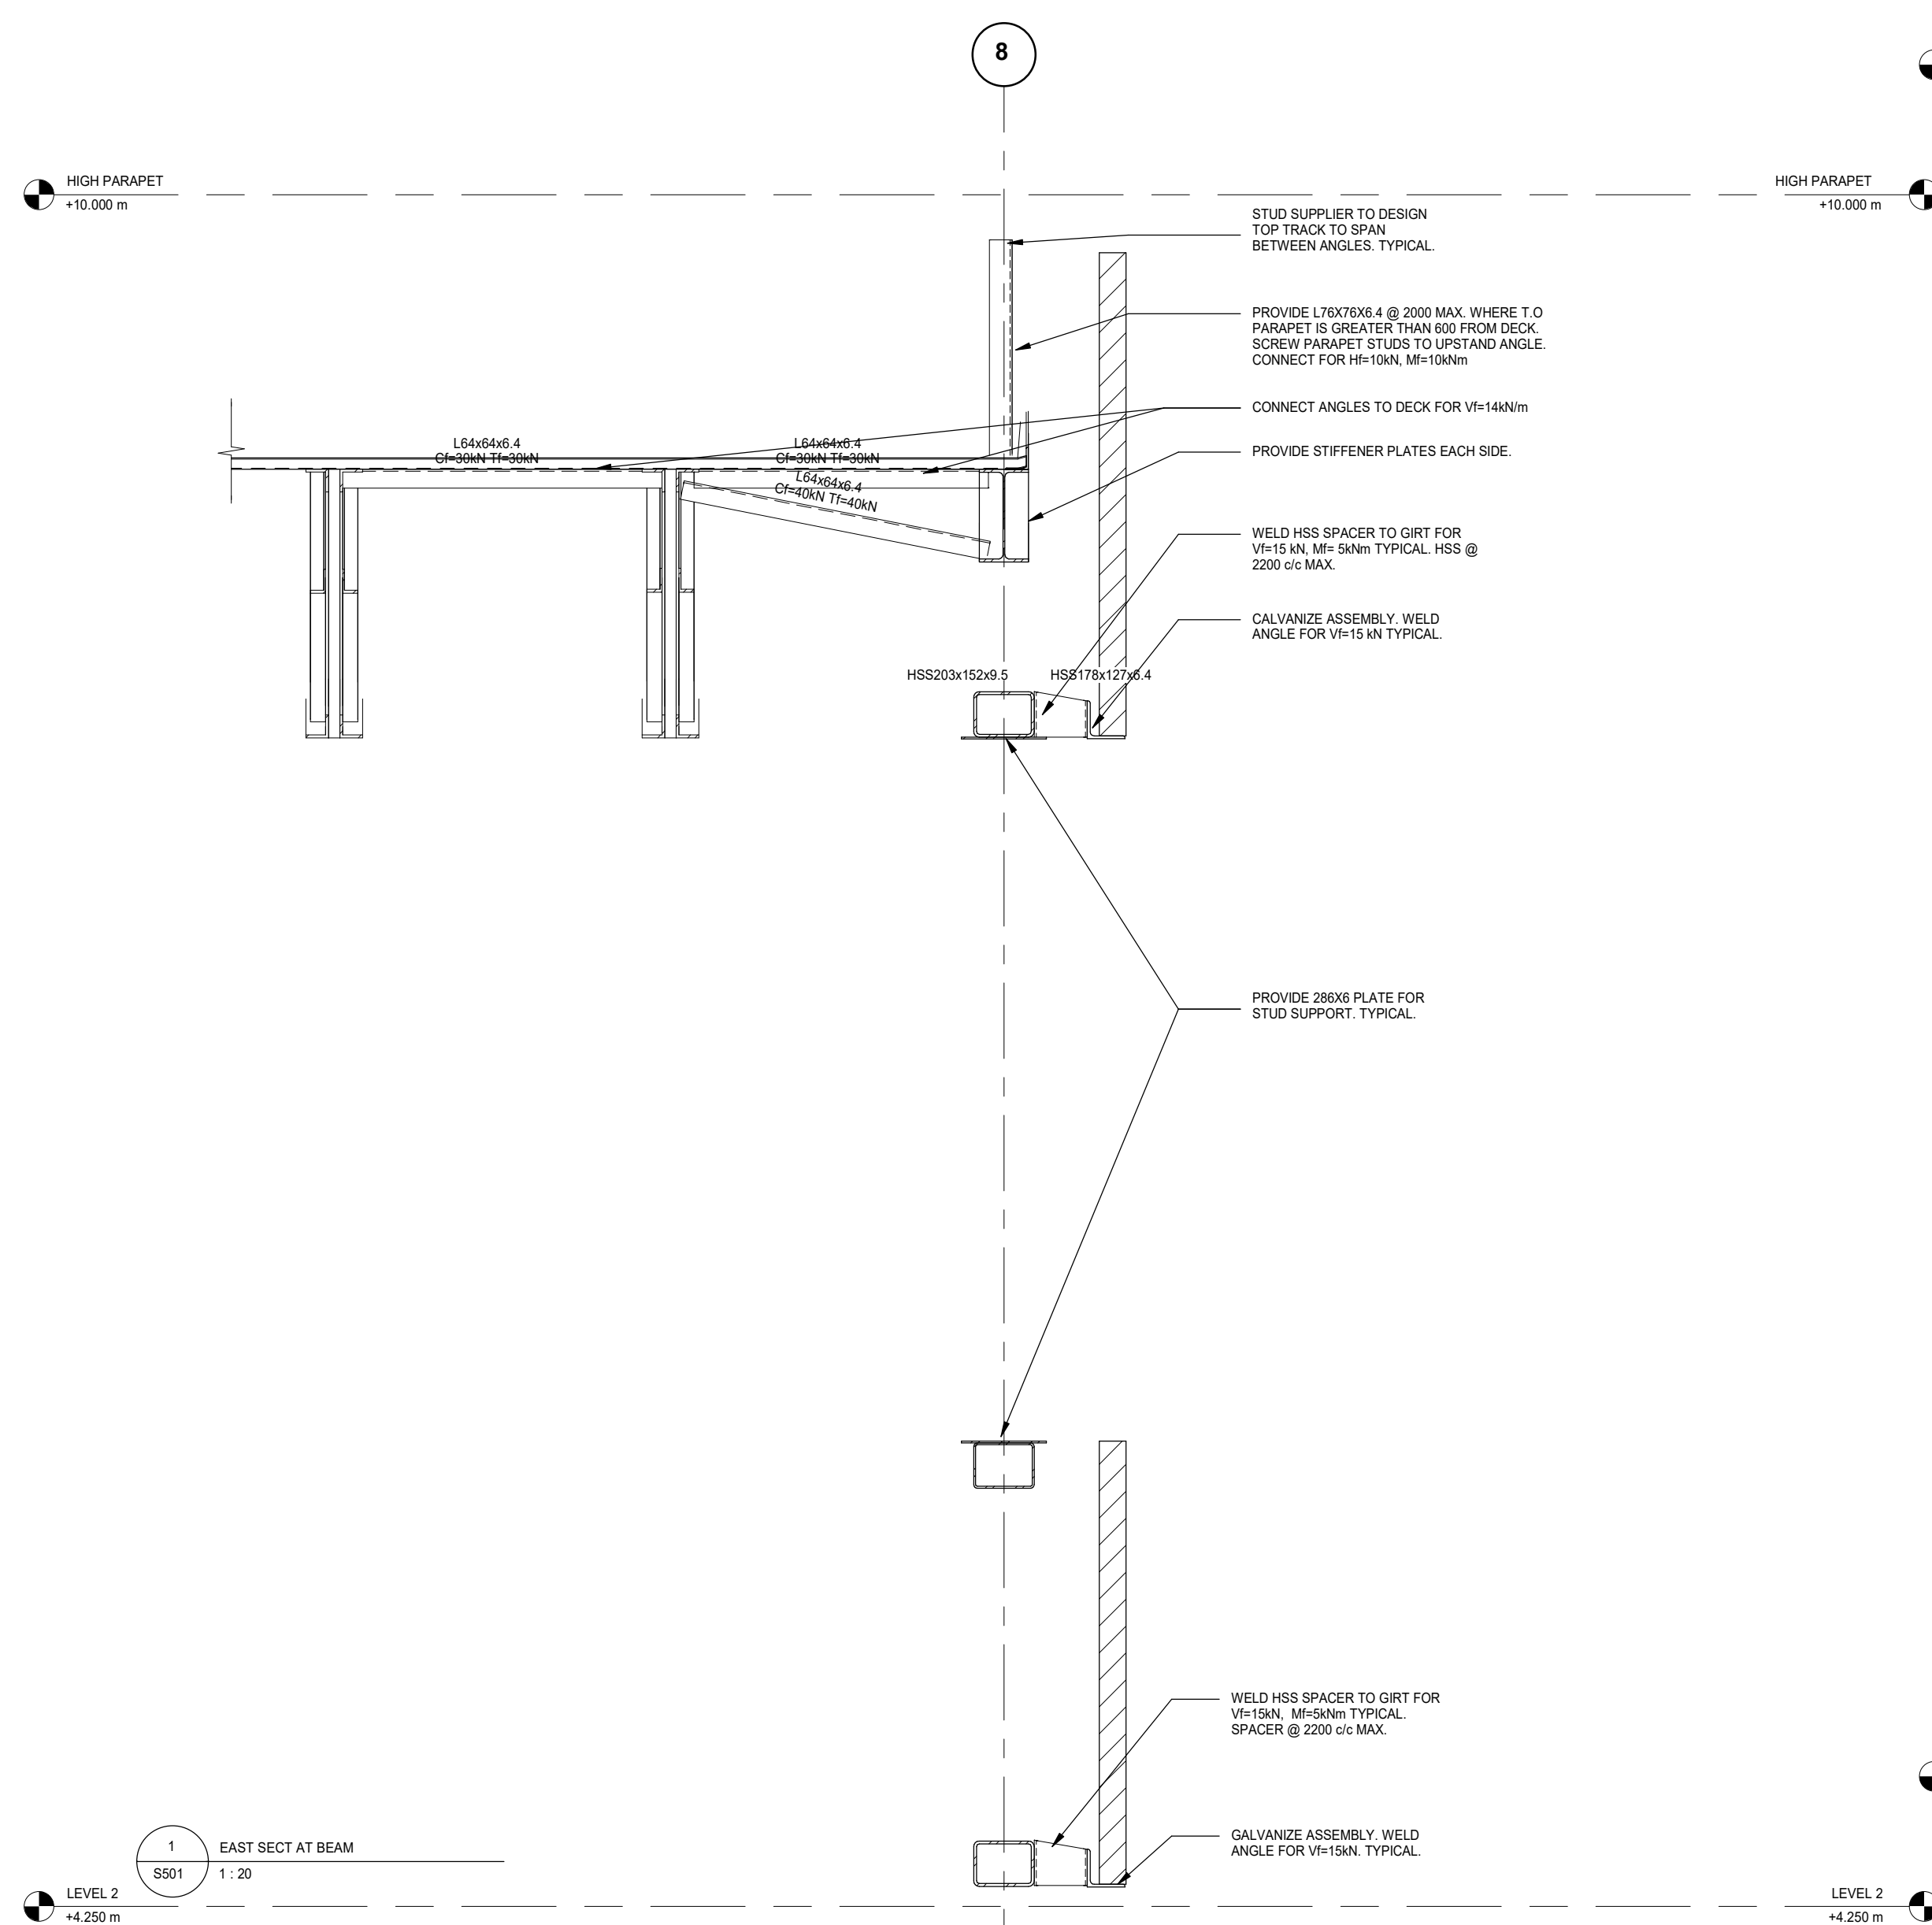 8
HIGH PARAPET
+10.000 m
HIGH PARAPET
+10.000 m
STUD SUPPLIER TO DESIGN
TOP TRACK TO SPAN
BETWEEN ANGLES. TYPICAL.
PROVIDE L76X76X6.4 @ 2000 MAX. WHERE T.O
PARAPET IS GREATER THAN 600 FROM DECK.
SCREW PARAPET STUDS TO UPSTAND ANGLE.
CONNECT FOR Hf=10kN, Mf=10kNm
CONNECT ANGLES TO DECK FOR Vf=14kN/m
L64x64x6.4
Cf=30kN Tf=30kN
L64x64x6.4
Cf=30kN Tf=30kN
PROVIDE STIFFENER PLATES EACH SIDE.
L64x64x6.4
Cf=40kN Tf=40kN
WELD HSS SPACER TO GIRT FOR
Vf=15 kN, Mf= 5kNm TYPICAL. HSS @
2200 c/c MAX.
CALVANIZE ASSEMBLY. WELD
ANGLE FOR Vf=15 kN TYPICAL.
HSS203x152x9.5
HSS178x127x6.4
PROVIDE 286X6 PLATE FOR
STUD SUPPORT. TYPICAL.
WELD HSS SPACER TO GIRT FOR
Vf=15kN, Mf=5kNm TYPICAL.
SPACER @ 2200 c/c MAX.
GALVANIZE ASSEMBLY. WELD
ANGLE FOR Vf=15kN. TYPICAL.
1
EAST SECT AT BEAM
S501
1 : 20
LEVEL 2
+4.250 m
LEVEL 2
+4.250 m